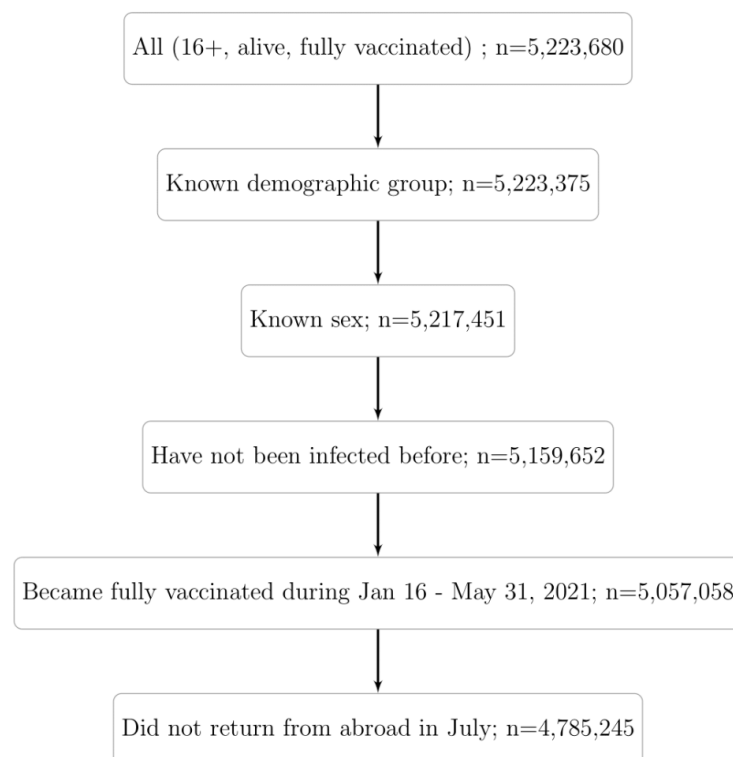 All (16+, alive, fully vaccinated) ; n=5,223,680
Known demographic group; n=5,223,375
Known sex; n=5,217,451
Have not been infected before; n=5,159,652
Became fully vaccinated during Jan 16 - May 31, 2021; n=5,057,058
Did not return from abroad in July; n=4,785,245